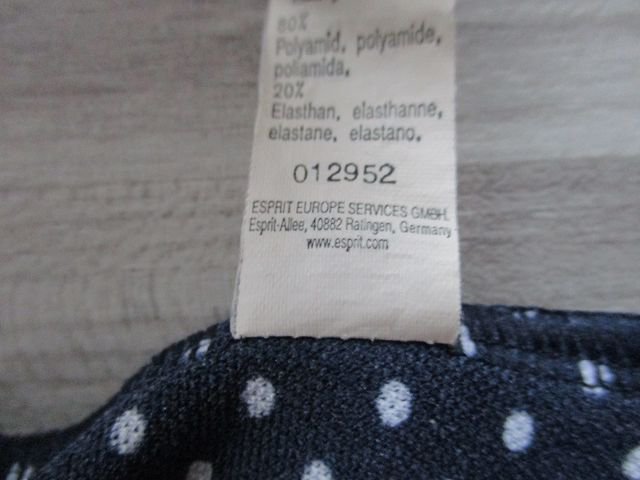 80%
Polyamid, polyamide,
poliamida,
20%
Elasthan, elasthanne,
elastane, elastano,
012952
ESPRIT EUROPE SERVICES GMBH.
Esprit-Allee, 40882 Ratingen, Germany
www.esprit.com